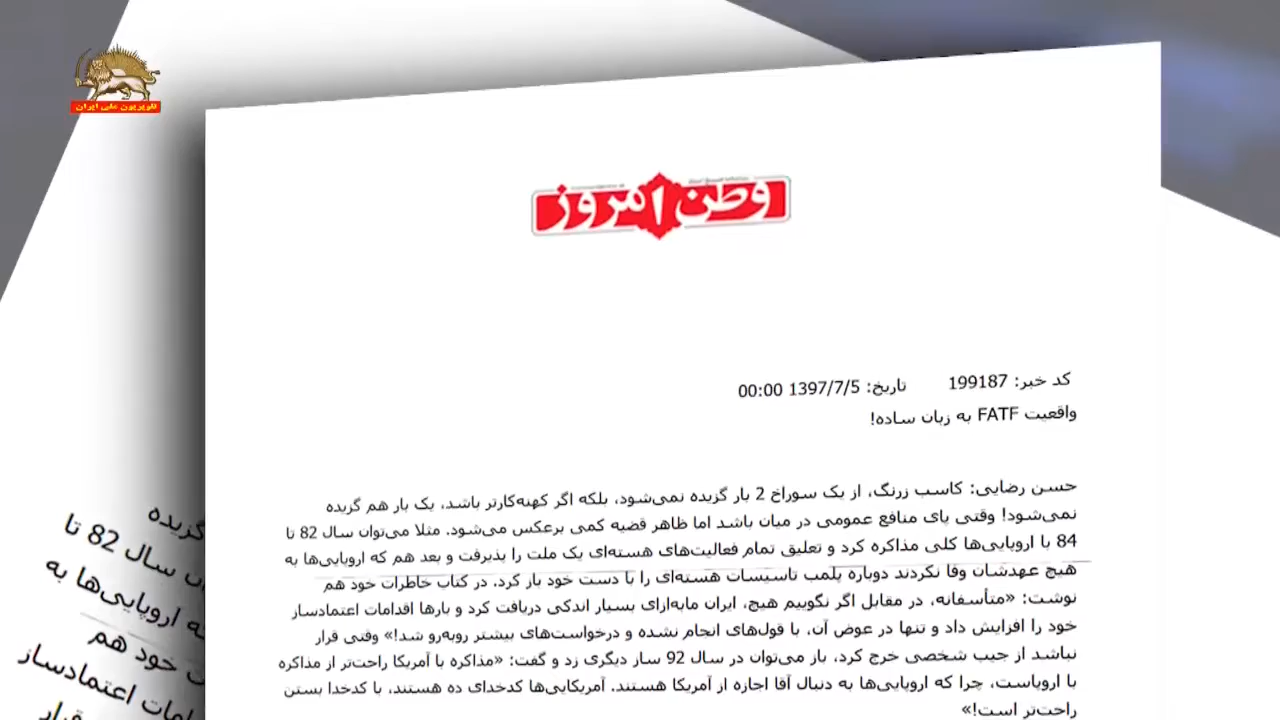 تلویزیون ملی ایران
وطن امروز
کد خبر: 199187 تاریخ: 1397/7/5 00:00
واقعیت FATF به زبان ساده!
حسن رضایی: کاسب زرنگ، از یک سوراخ 2 بار گزیده نمی‌شود، بلکه اگر کهنه‌کارتر باشد، یک بار هم گزیده
نمی‌شود! وقتی پای منافع عمومی در میان باشد اما ظاهر قضیه کمی برعکس می‌شود. مثلا می‌توان سال 82 تا
84 با اروپایی‌ها کلی مذاکره کرد و تعلیق تمام فعالیت‌های هسته‌ای یک ملت را پذیرفت و بعد هم که اروپایی‌ها به
هیچ عهدشان وفا نکردند دوباره پلمب تاسیسات هسته‌ای را با دست خود باز کرد. در کتاب خاطرات خود هم
نوشت: «متأسفانه، در مقابل اگر نگوییم هیچ، ایران مابه‌ازای بسیار اندکی دریافت کرد و بارها اقدامات اعتمادساز
خود را افزایش داد و تنها در عوض آن، با قول‌های انجام نشده و درخواست‌های بیشتر روبه‌رو شد!» وقتی قرار
نباشد از جیب شخصی خرج کرد، باز می‌توان در سال 92 ساز دیگری زد و گفت: «مذاکره با آمریکا راحت‌تر از مذاکره
با اروپاست، چرا که اروپایی‌ها به دنبال آقا اجازه از آمریکا هستند. آمریکایی‌ها کدخدای ده هستند، با کدخدا بستن
راحت‌تر است!»
گزیده
سال 82 تا
اروپایی‌ها به
خود هم
اعتمادساز
قرار